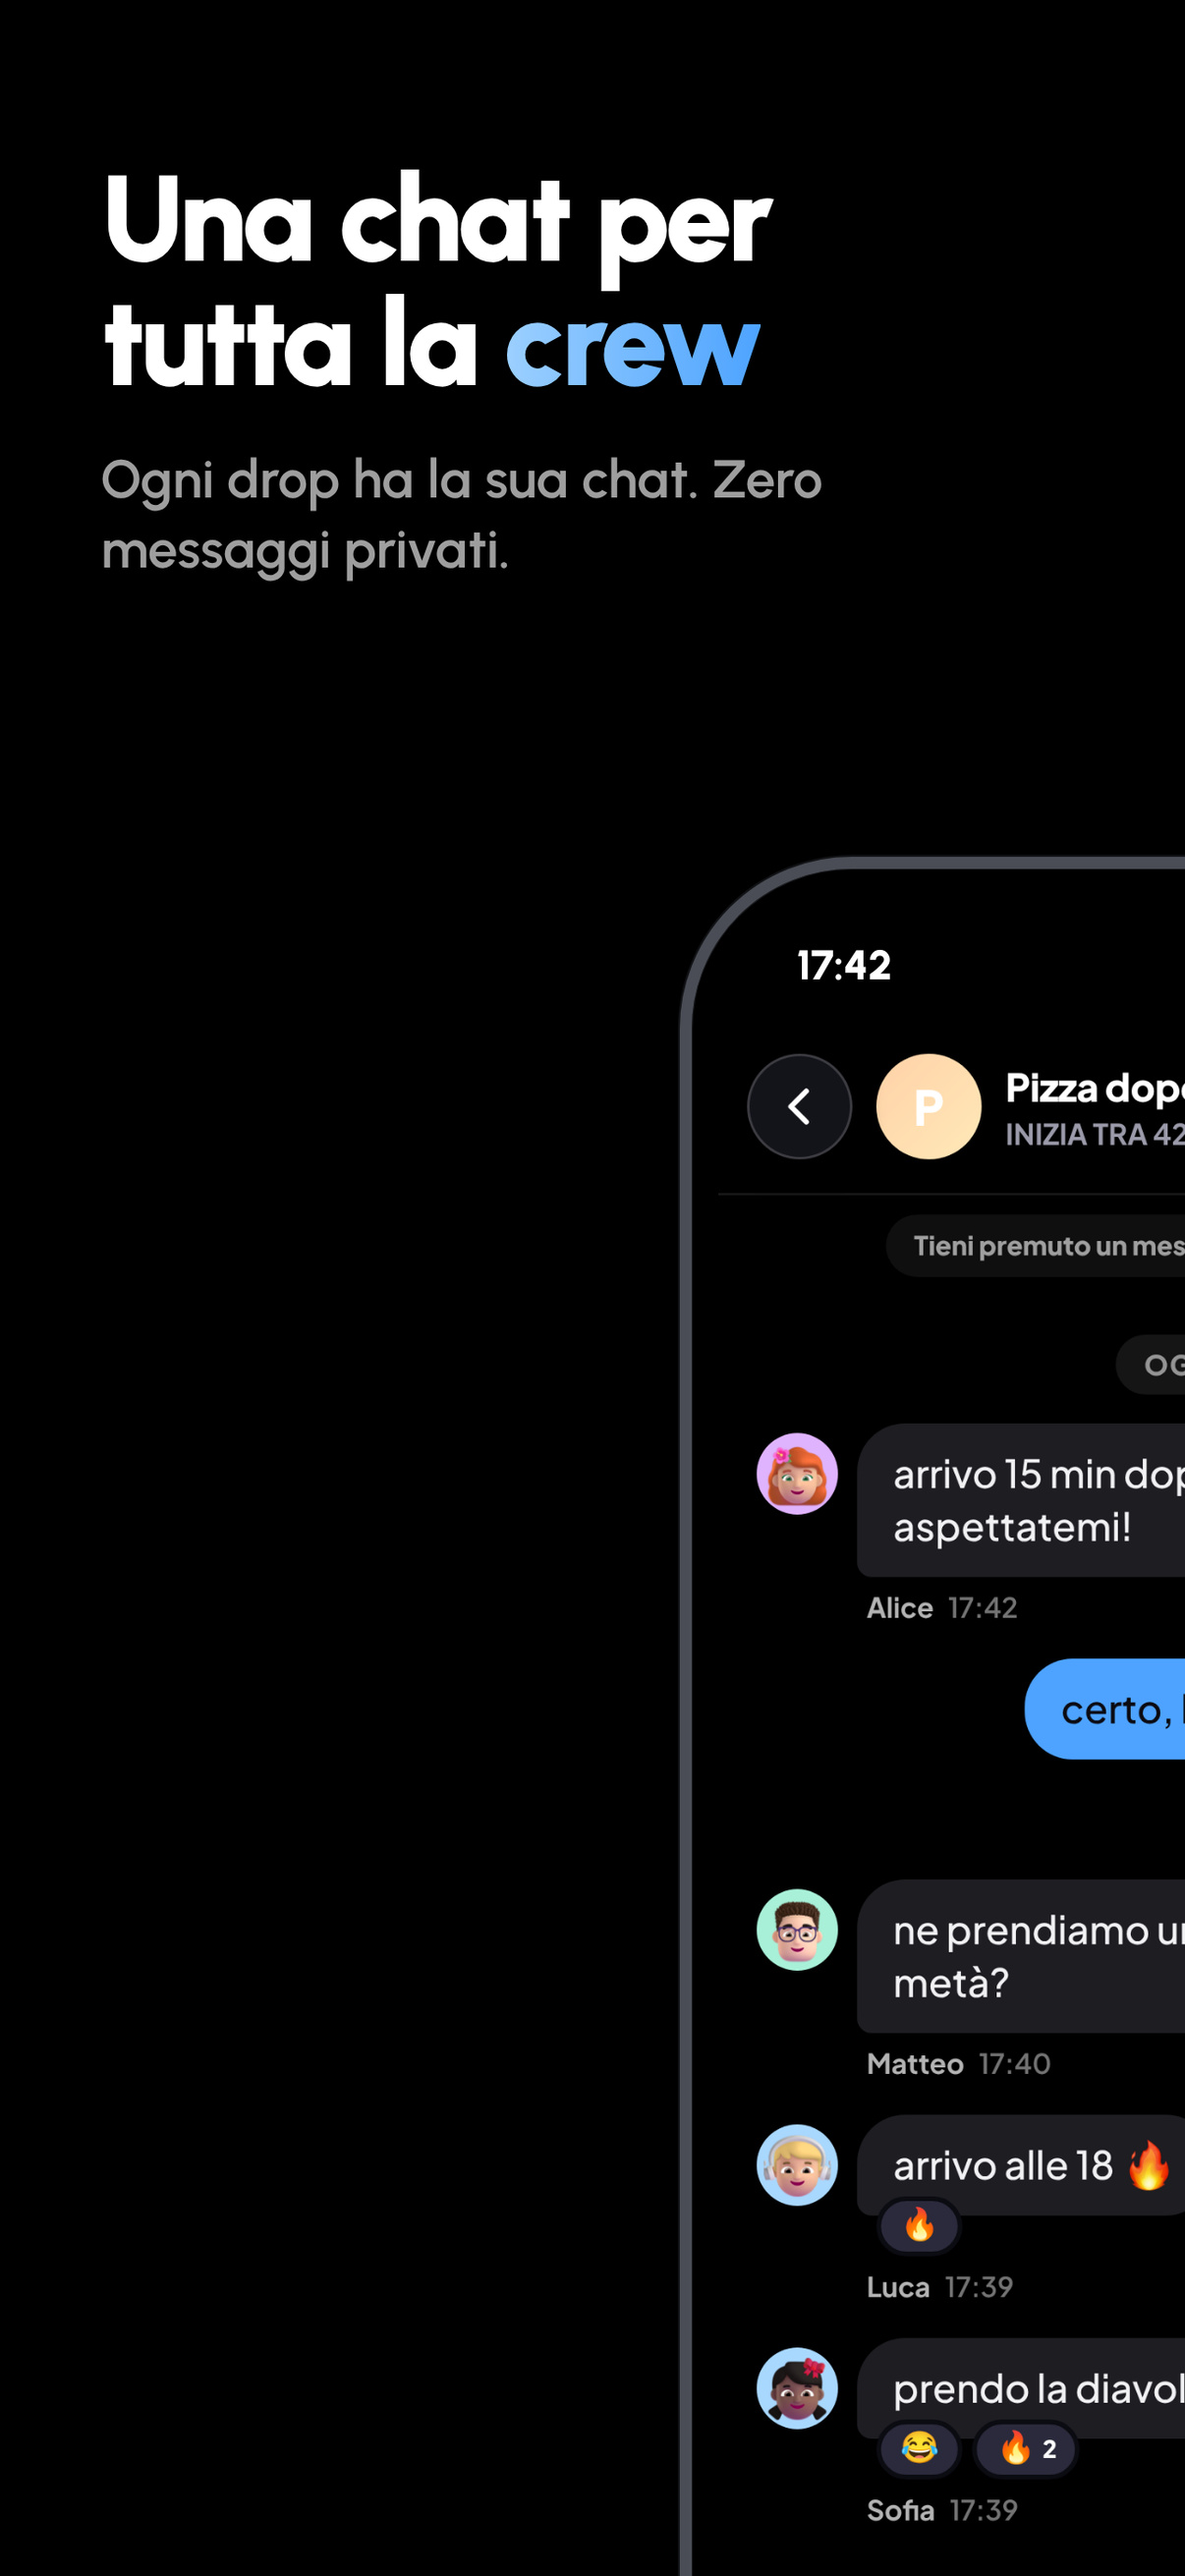 Una chat per
tutta la crew
Ogni drop ha la sua chat. Zero
messaggi privati.
17:42
P
Pizza dopo
INIZIA TRA 42
Tieni premuto un mes
OG
arrivo 15 min dop
aspettatemi!
Alice 17:42
certo,
ne prendiamo un
metà?
Matteo 17:40
arrivo alle 18 🔥
🔥
Luca 17:39
prendo la diavol
😂 🔥 2
Sofia 17:39